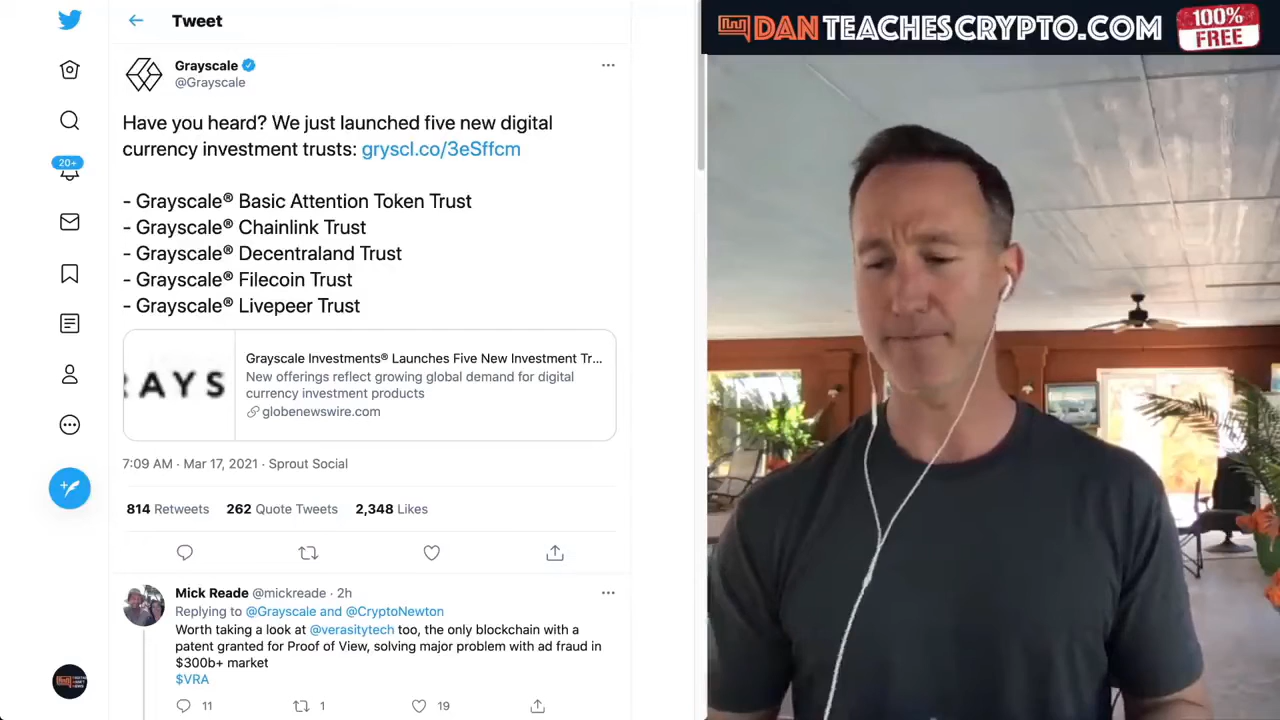 Tweet
DANTEACHESCRYPTO.COM
100%
FREE
Grayscale
@Grayscale
Have you heard? We just launched five new digital
currency investment trusts: gryscl.co/3eSffcm
- Grayscale® Basic Attention Token Trust
- Grayscale® Chainlink Trust
- Grayscale® Decentraland Trust
- Grayscale® Filecoin Trust
- Grayscale® Livepeer Trust
RAYS
Grayscale Investments® Launches Five New Investment Tr...
New offerings reflect growing global demand for digital
currency investment products
globenewswire.com
7:09 AM · Mar 17, 2021 · Sprout Social
814 Retweets 262 Quote Tweets 2,348 Likes
20+
Mick Reade @mickreade · 2h
Replying to @Grayscale and @CryptoNewton
Worth taking a look at @verasitytech too, the only blockchain with a
patent granted for Proof of View, solving major problem with ad fraud in
$300b+ market
$VRA
11 1 19